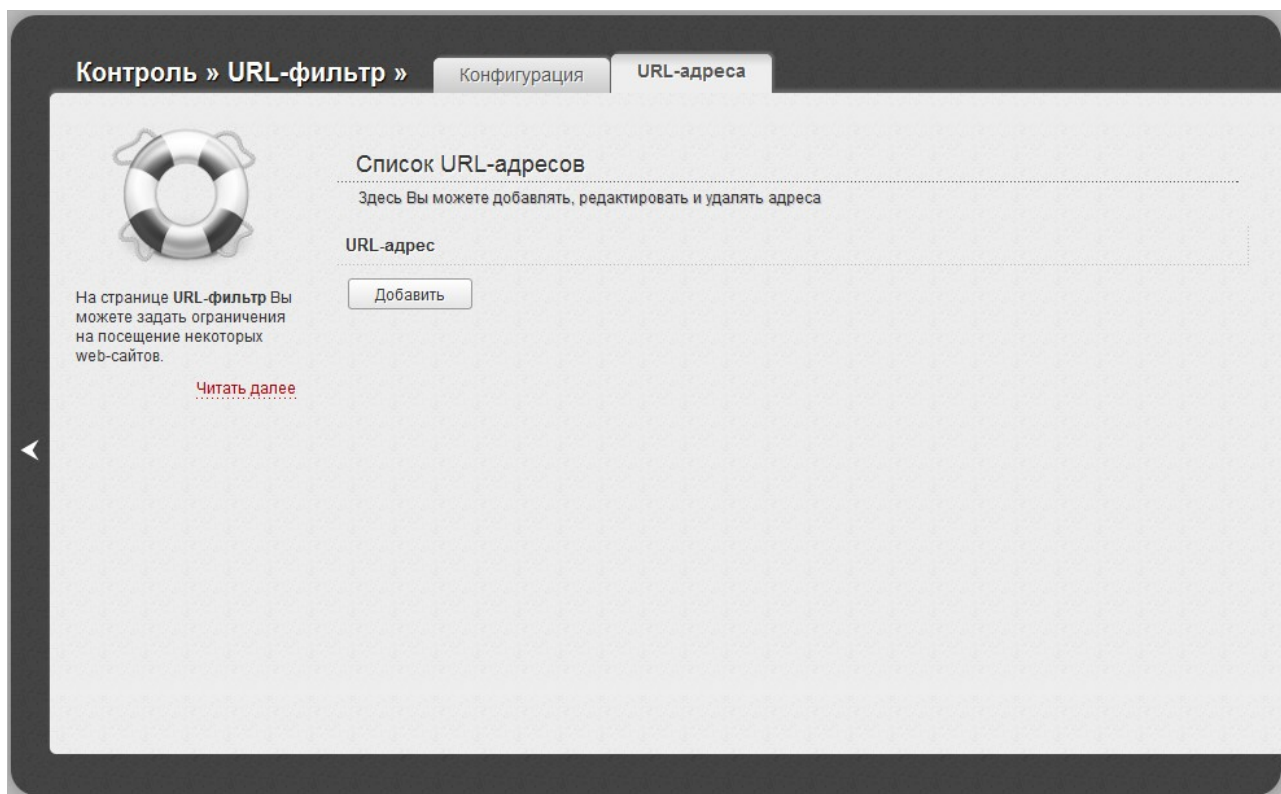 Контроль » URL-фильтр »
Конфигурация
URL-адреса
На странице URL-фильтр Вы
можете задать ограничения
на посещение некоторых
web-сайтов.
Читать далее
Список URL-адресов
Здесь Вы можете добавлять, редактировать и удалять адреса
URL-адрес
Добавить